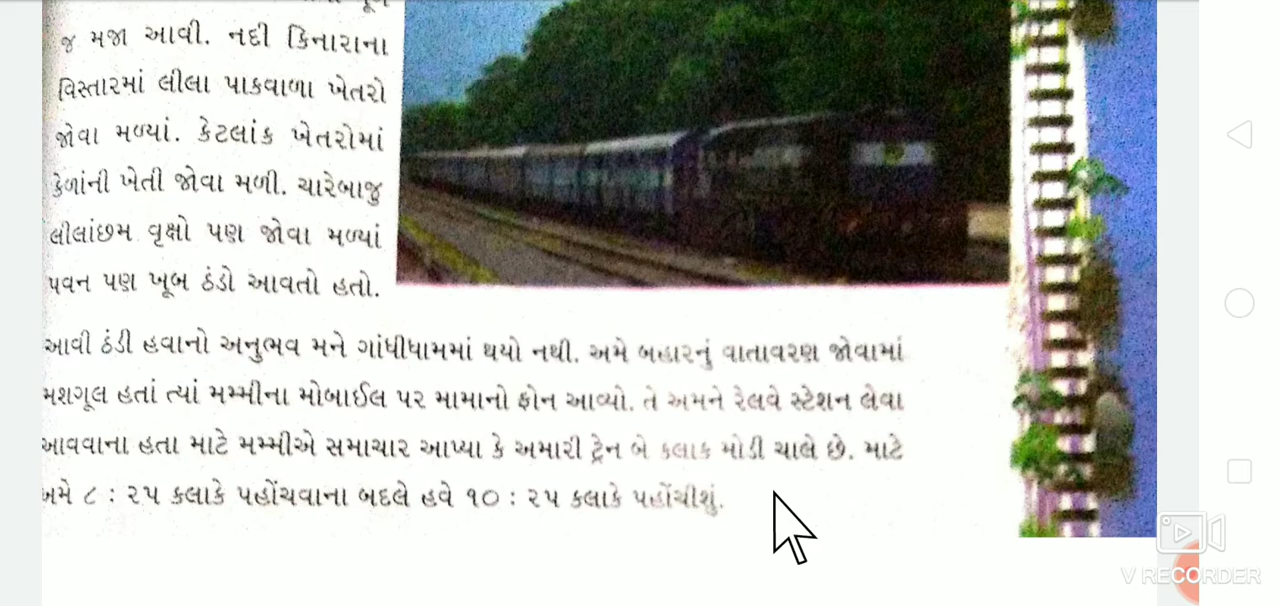 જ મજા આવી. નદી કિનારાના
વિસ્તારમાં લીલા પાકવાળા ખેતરો
જોવા મળ્યાં. કેટલાંક ખેતરોમાં
કેળાંની ખેતી જોવા મળી. ચારેબાજુ
લીલાંછમ વૃક્ષો પણ જોવા મળ્યાં
પવન પણ ખૂબ ઠંડો આવતો હતો.
આવી ઠંડી હવાનો અનુભવ મને ગાંધીધામમાં થયો નથી. અમે બહારનું વાતાવરણ જોવામાં
મશગૂલ હતાં ત્યાં મમ્મીના મોબાઈલ પર મામાનો ફોન આવ્યો. તે અમને રેલવે સ્ટેશન લેવા
આવવાના હતા માટે મમ્મીએ સમાચાર આપ્યા કે અમારી ટ્રેન બે કલાક મોડી ચાલે છે. માટે
અમે ૮ : ૨૫ કલાકે પહોંચવાના બદલે હવે ૧૦ : ૨૫ કલાકે પહોંચીશું.
V RECORDER